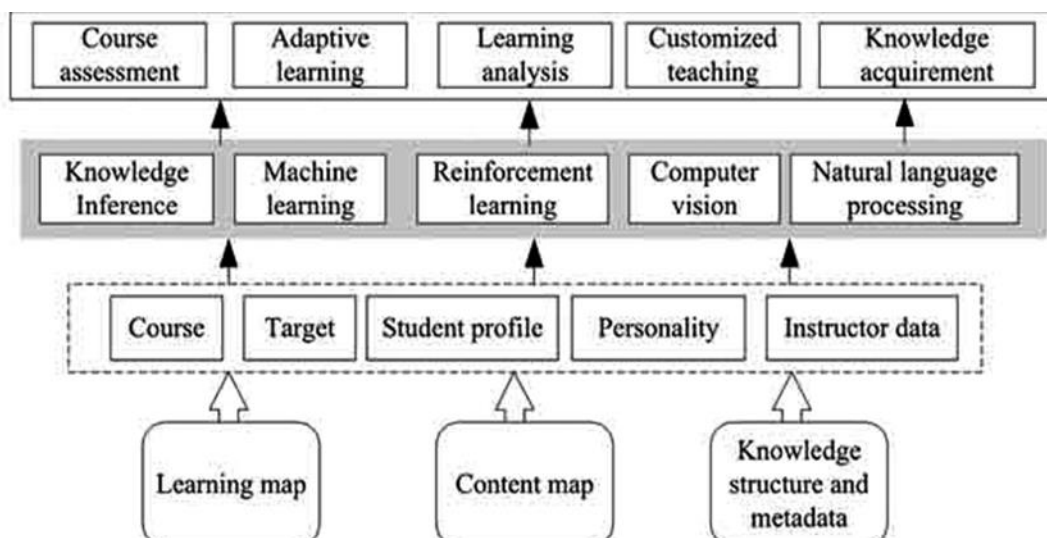 Course
assessment
Adaptive
learning
Learning
analysis
Customized
teaching
Knowledge
acquirement
Knowledge
Inference
Machine
learning
Reinforcement
learning
Computer
vision
Natural language
processing
Course
Target
Student profile
Personality
Instructor data
Learning map
Content map
Knowledge
structure and
metadata